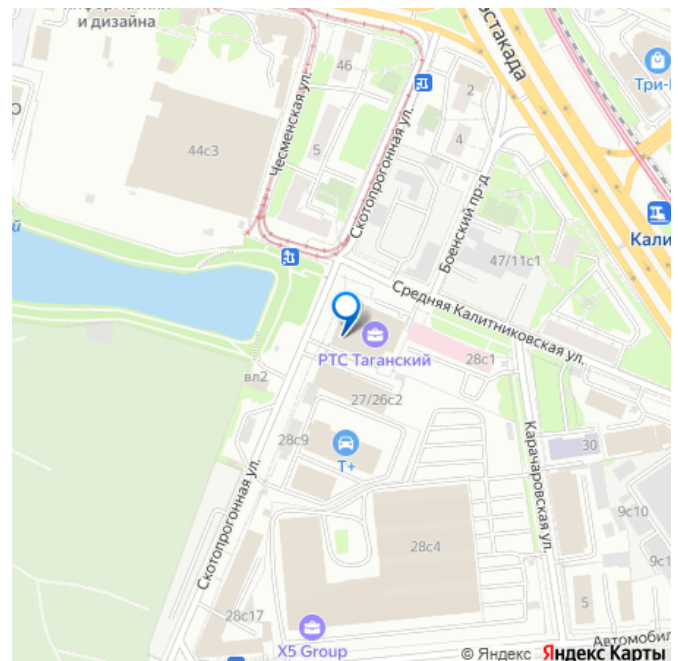 и дизайна
Чесменская ул.
46
2
Три-
44с3
5
4
Скотопрогонная ул.
Боенский пр-д
Кали
47/11с1
Средняя Калитниковская ул.
РТС Таганский
28с1
вл2
27/26с2
28с9
Т+
Карачаровская ул.
30
9с10
Скотопрогонная ул.
28с4
9с1
5
28с17
X5 Group
Автомобил
© Яндекс Яндекс Карты